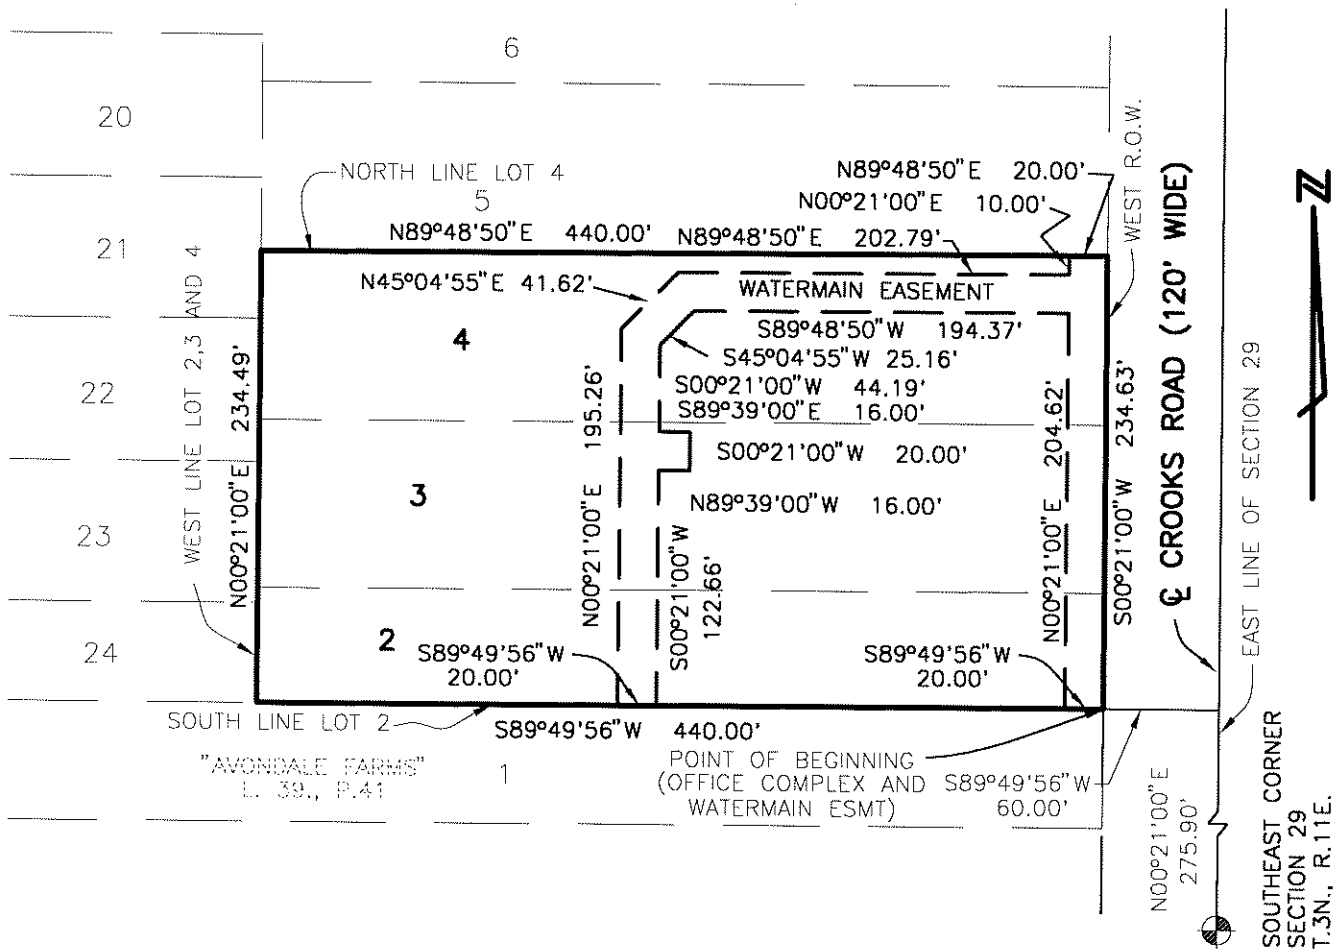 6
20
NORTH LINE LOT 4
5
N89°48'50"E 20.00'
N00°21'00"E 10.00'
WEST R.O.W.
N89°48'50"E 440.00'
N89°48'50"E 202.79'
21
N45°04'55"E 41.62'
WATERMAIN EASEMENT
4
S89°48'50"W 194.37'
S45°04'55"W 25.16'
S00°21'00"W 44.19'
S89°39'00"E 16.00'
22
WEST LINE LOT 2,3 AND 4
N00°21'00"E 234.49'
N00°21'00"E 195.26'
S00°21'00"W 20.00'
3
N89°39'00"W 16.00'
S00°21'00"W
122.66'
N00°21'00"E 204.62'
S00°21'00"W 234.63'
℄ CROOKS ROAD (120' WIDE)
EAST LINE OF SECTION 29
N
23
24
2
S89°49'56"W
20.00'
S89°49'56"W
20.00'
SOUTH LINE LOT 2
S89°49'56"W 440.00'
"AVONDALE FARMS"
L. 39., P.41
1
POINT OF BEGINNING
(OFFICE COMPLEX AND
WATERMAIN ESMT)
S89°49'56"W
60.00'
N00°21'00"E
275.90'
SOUTHEAST CORNER
SECTION 29
T.3N., R.11E.